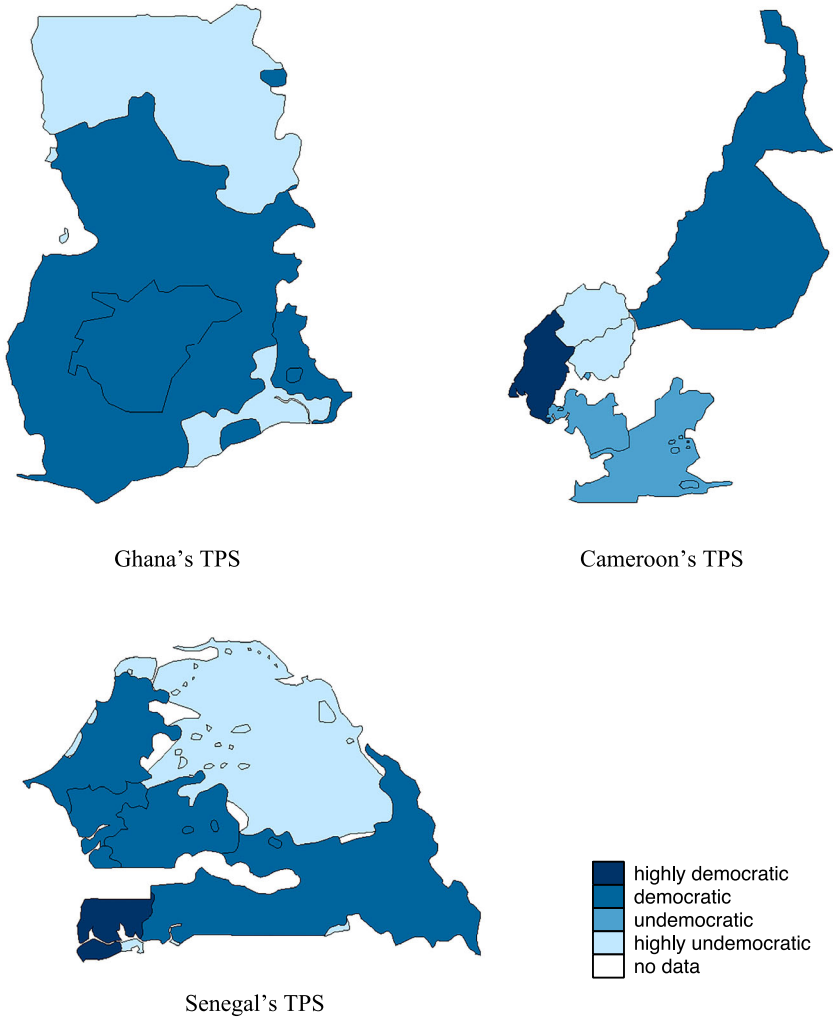 Ghana's TPS
Cameroon's TPS
Senegal's TPS
highly democratic
democratic
undemocratic
highly undemocratic
no data